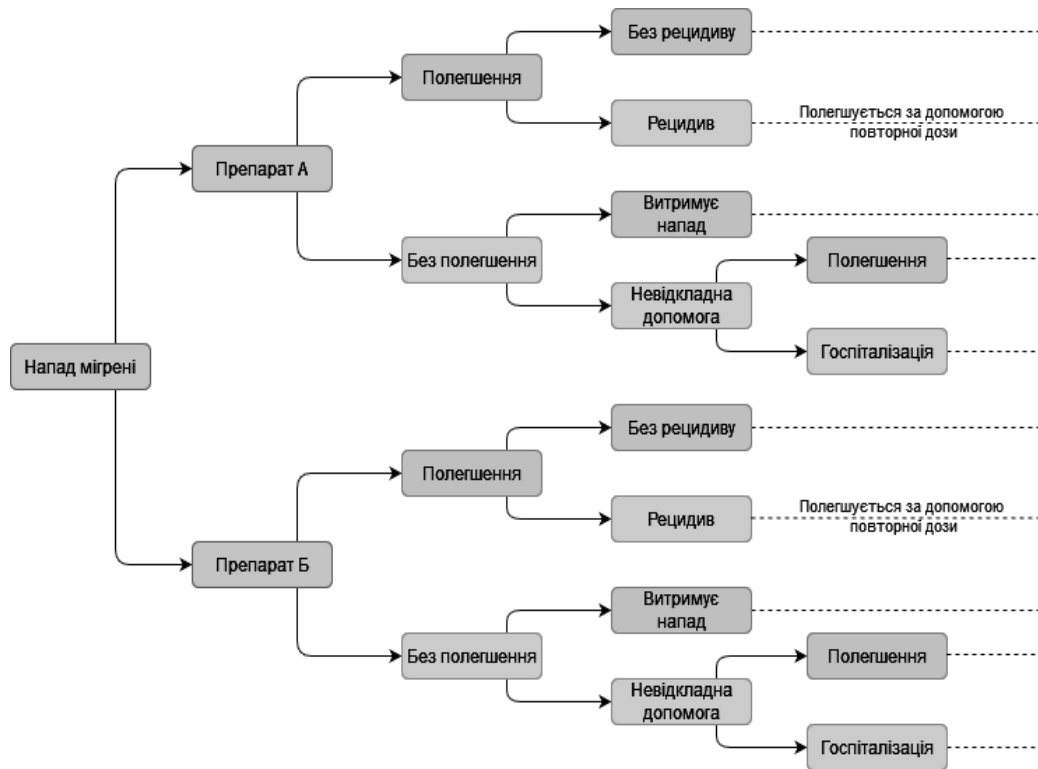 Без рецидиву
Полегшення
Рецидив
Полегшується за допомогою
повторної дози
Препарат А
Витримує
напад
Без полегшення
Полегшення
Невідкладна
допомога
Госпіталізація
Напад мігрені
Без рецидиву
Полегшення
Рецидив
Полегшується за допомогою
повторної дози
Препарат Б
Витримує
напад
Без полегшення
Полегшення
Невідкладна
допомога
Госпіталізація